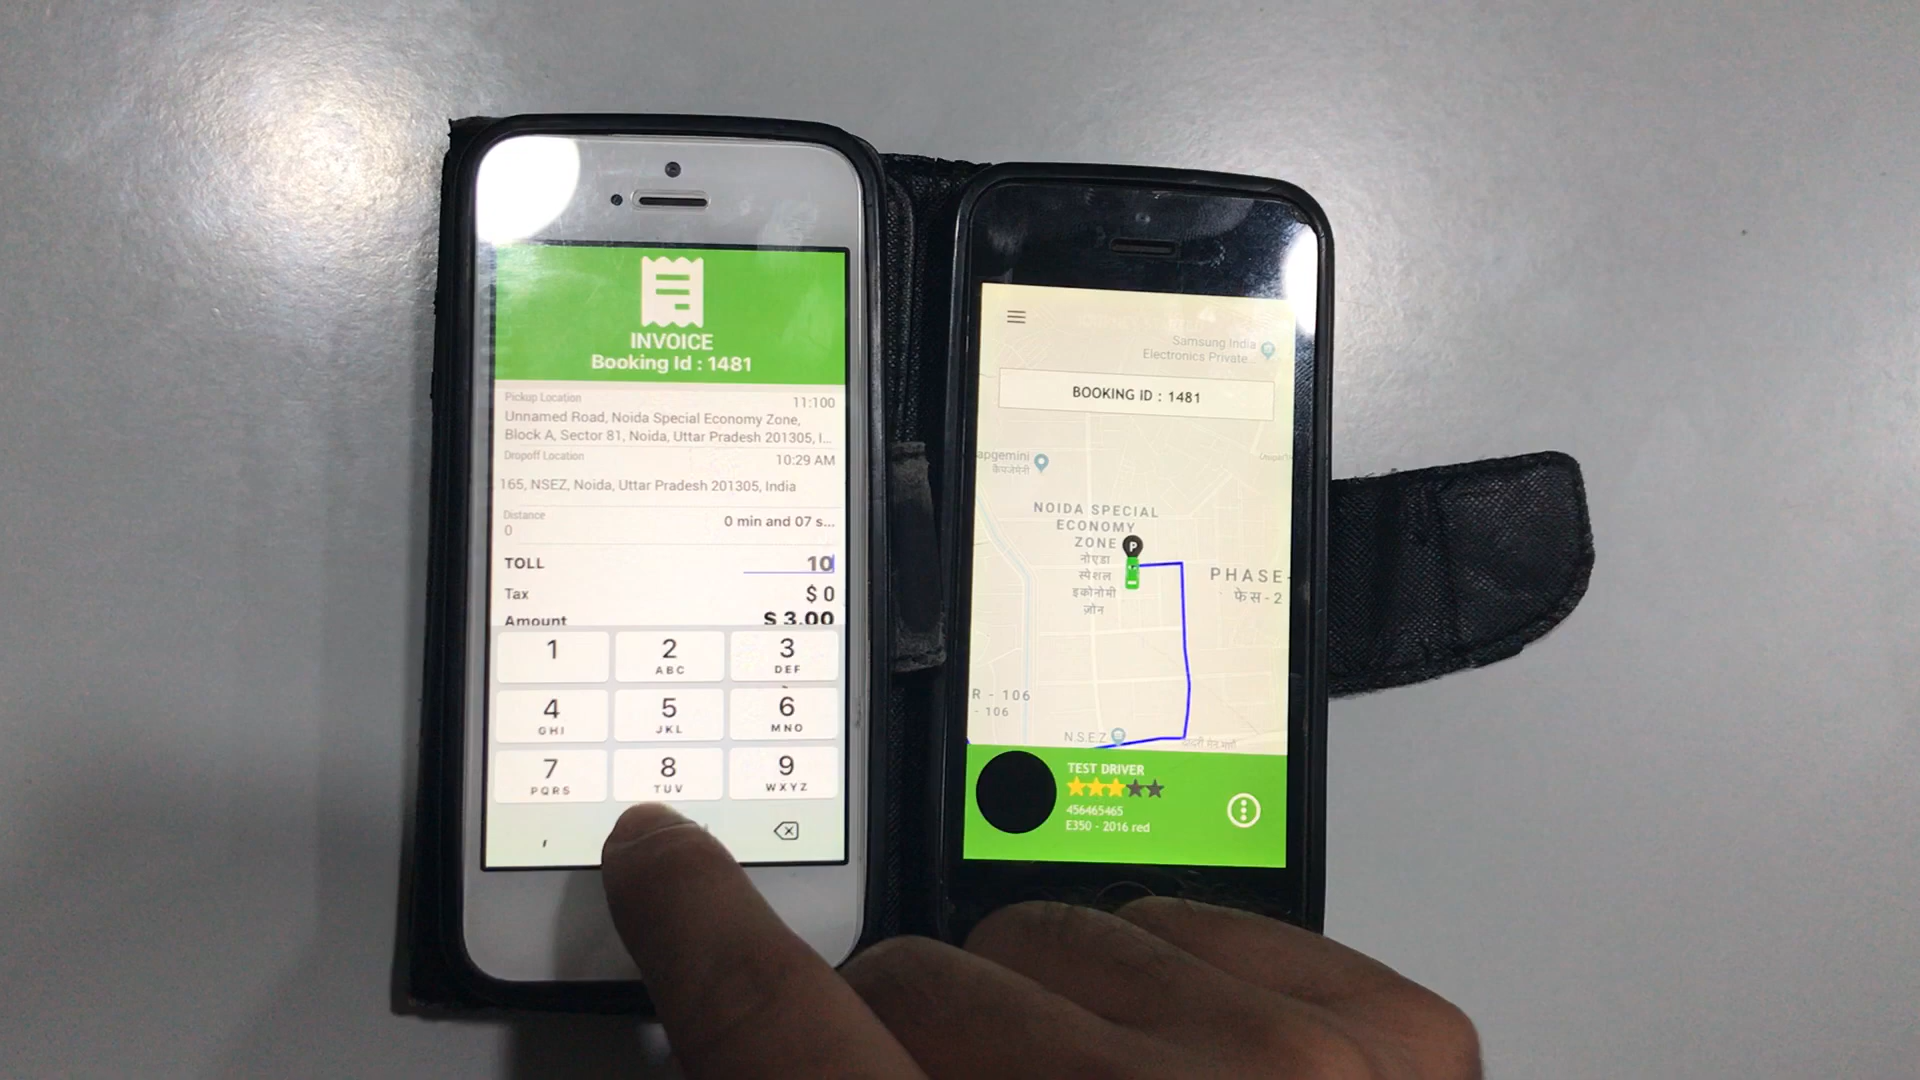 INVOICE
Booking Id : 1481
Pickup Location
11:100
Unnamed Road, Noida Special Economy Zone,
Block A, Sector 81, Noida, Uttar Pradesh 201305, I...
Dropoff Location
10:29 AM
165, NSEZ, Noida, Uttar Pradesh 201305, India
Distance
0 min and 07 s...
0
TOLL
10
Tax
$ 0
Amount
$ 3.00
1
2
ABC
3
DEF
4
GHI
5
JKL
6
MNO
7
PQRS
8
TUV
9
WXYZ
,
Samsung India
Electronics Private...
BOOKING ID : 1481
apgemini
कैपजेमेनी
NOIDA SPECIAL
ECONOMY
ZONE
नोएडा
स्पेशल
इकोनोमी
ज़ोन
P
PHASE-
फेस-2
R - 106
- 106
N.S.E.Z
TEST DRIVER
456465465
E350 - 2016 red